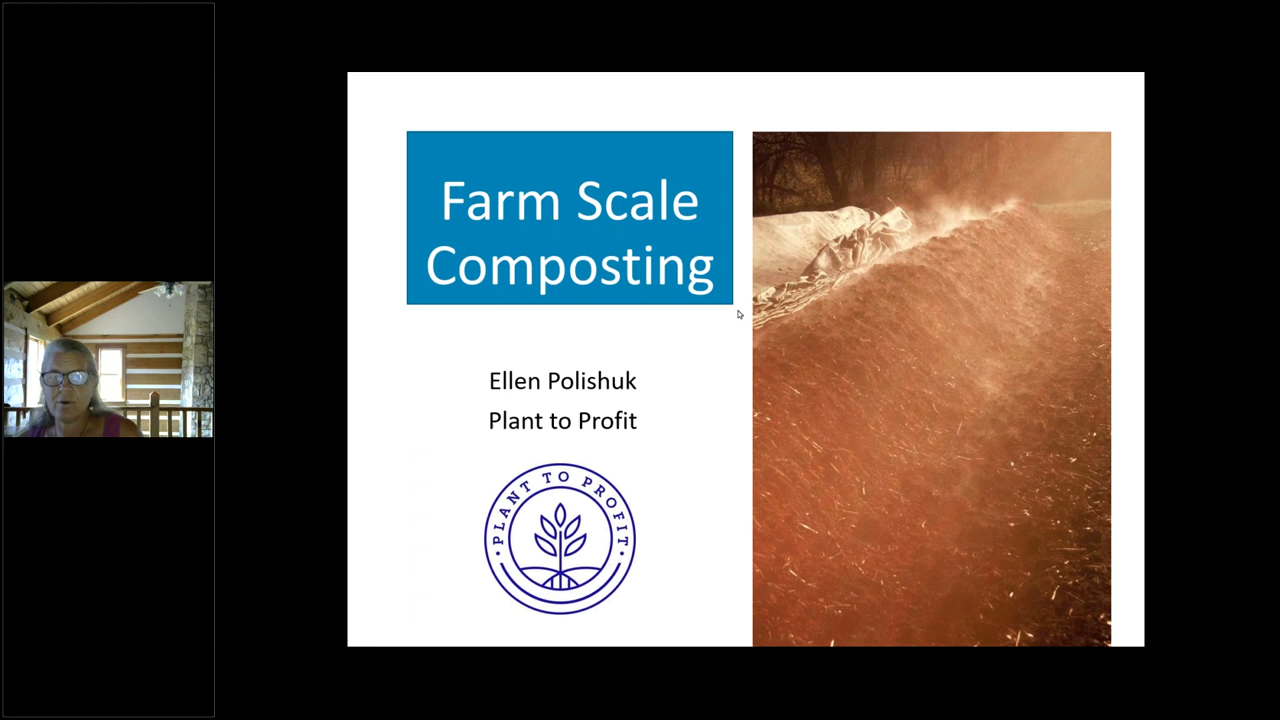 Farm Scale
Composting
Ellen Polishuk
Plant to Profit
PLANT TO PROFIT